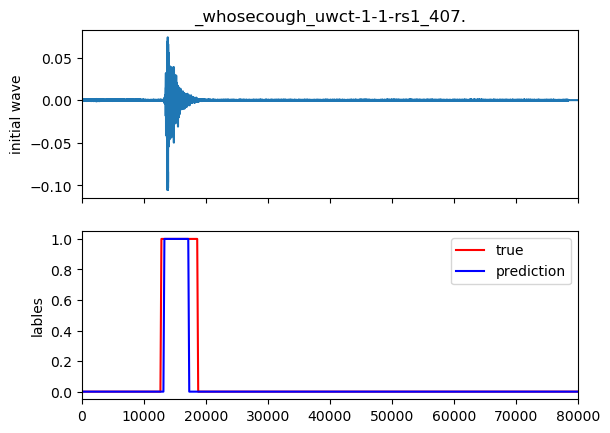 _whosecough_uwct-1-1-rs1_407.
initial wave
0.05
0.00
−0.05
−0.10
lables
1.0
0.8
0.6
0.4
0.2
0.0
true
prediction
0 10000 20000 30000 40000 50000 60000 70000 80000